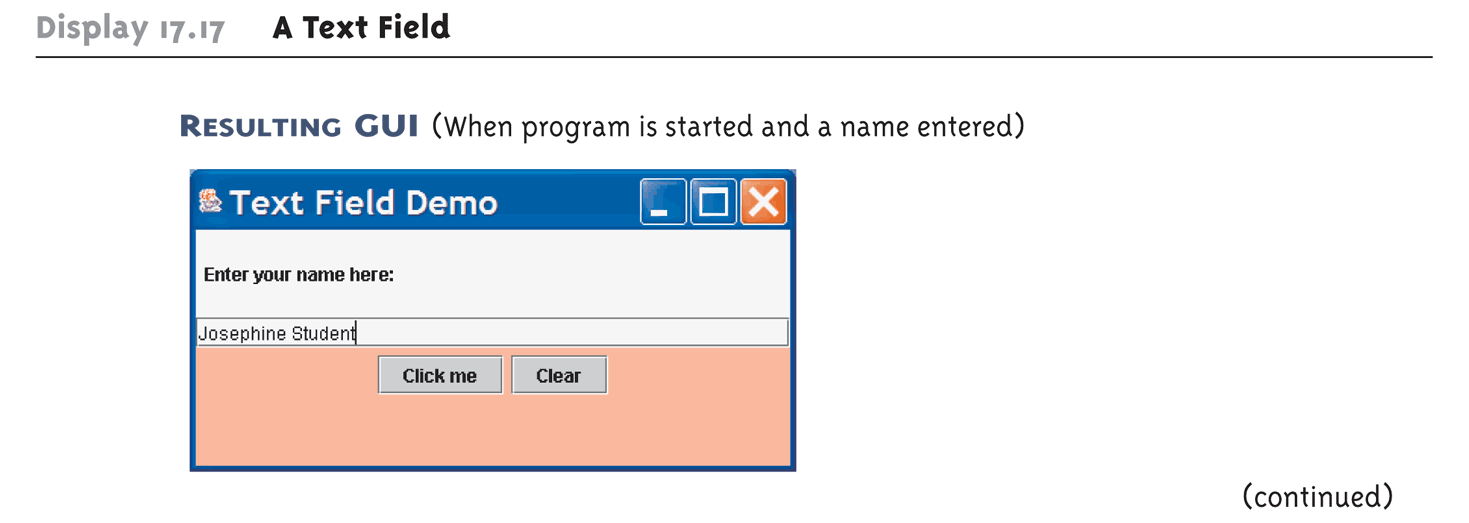 Display 17.17 A Text Field
RESULTING GUI (When program is started and a name entered)
Text Field Demo
Enter your name here:
Josephine Student
Click me Clear
(continued)